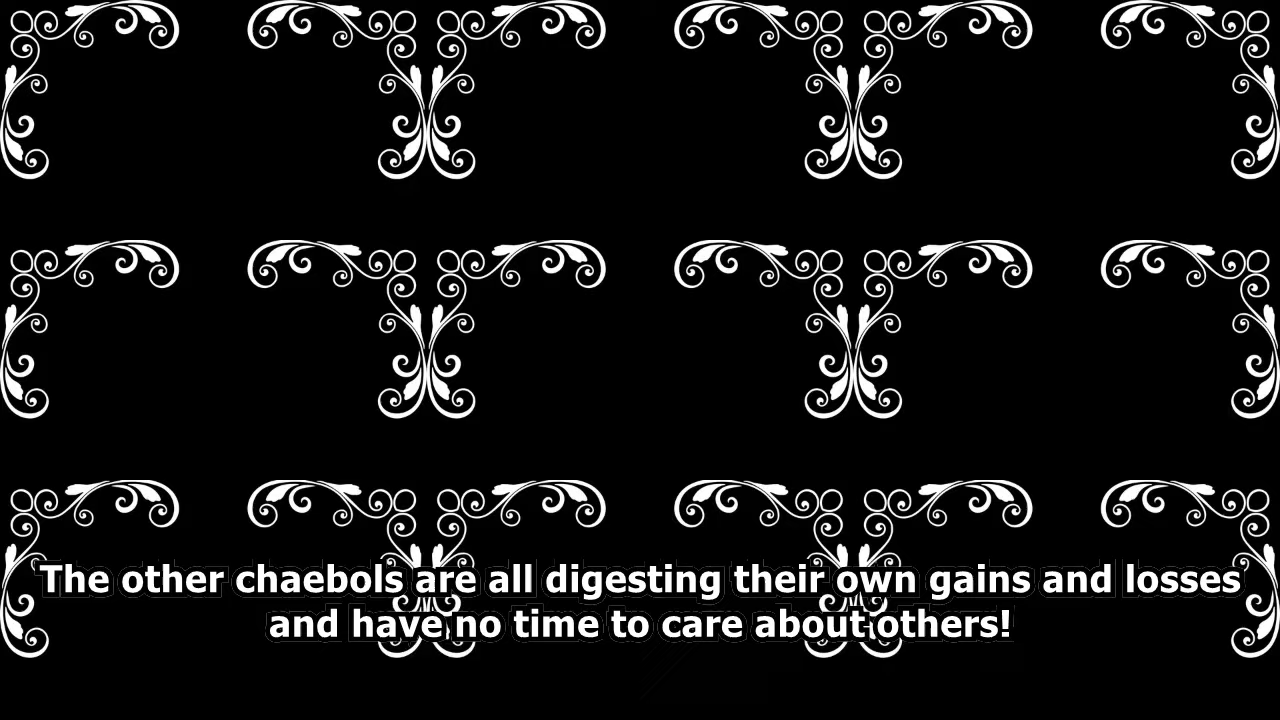 The other chaebols are all digesting their own gains and losses
and have no time to care about others!